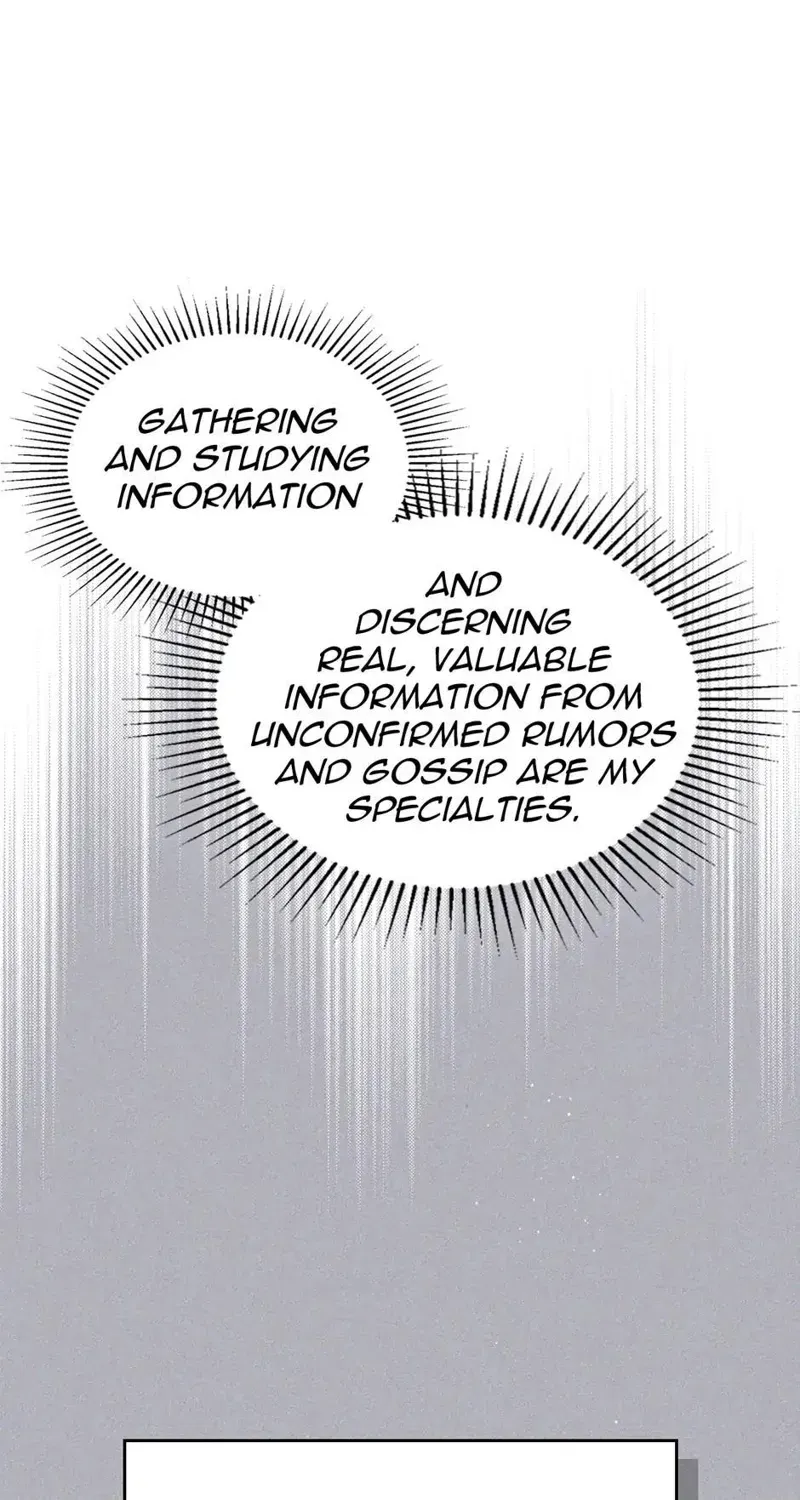 GATHERING
AND STUDYING
INFORMATION
AND
DISCERNING
REAL, VALUABLE
INFORMATION FROM
UNCONFIRMED RUMORS
AND GOSSIP ARE MY
SPECIALTIES.